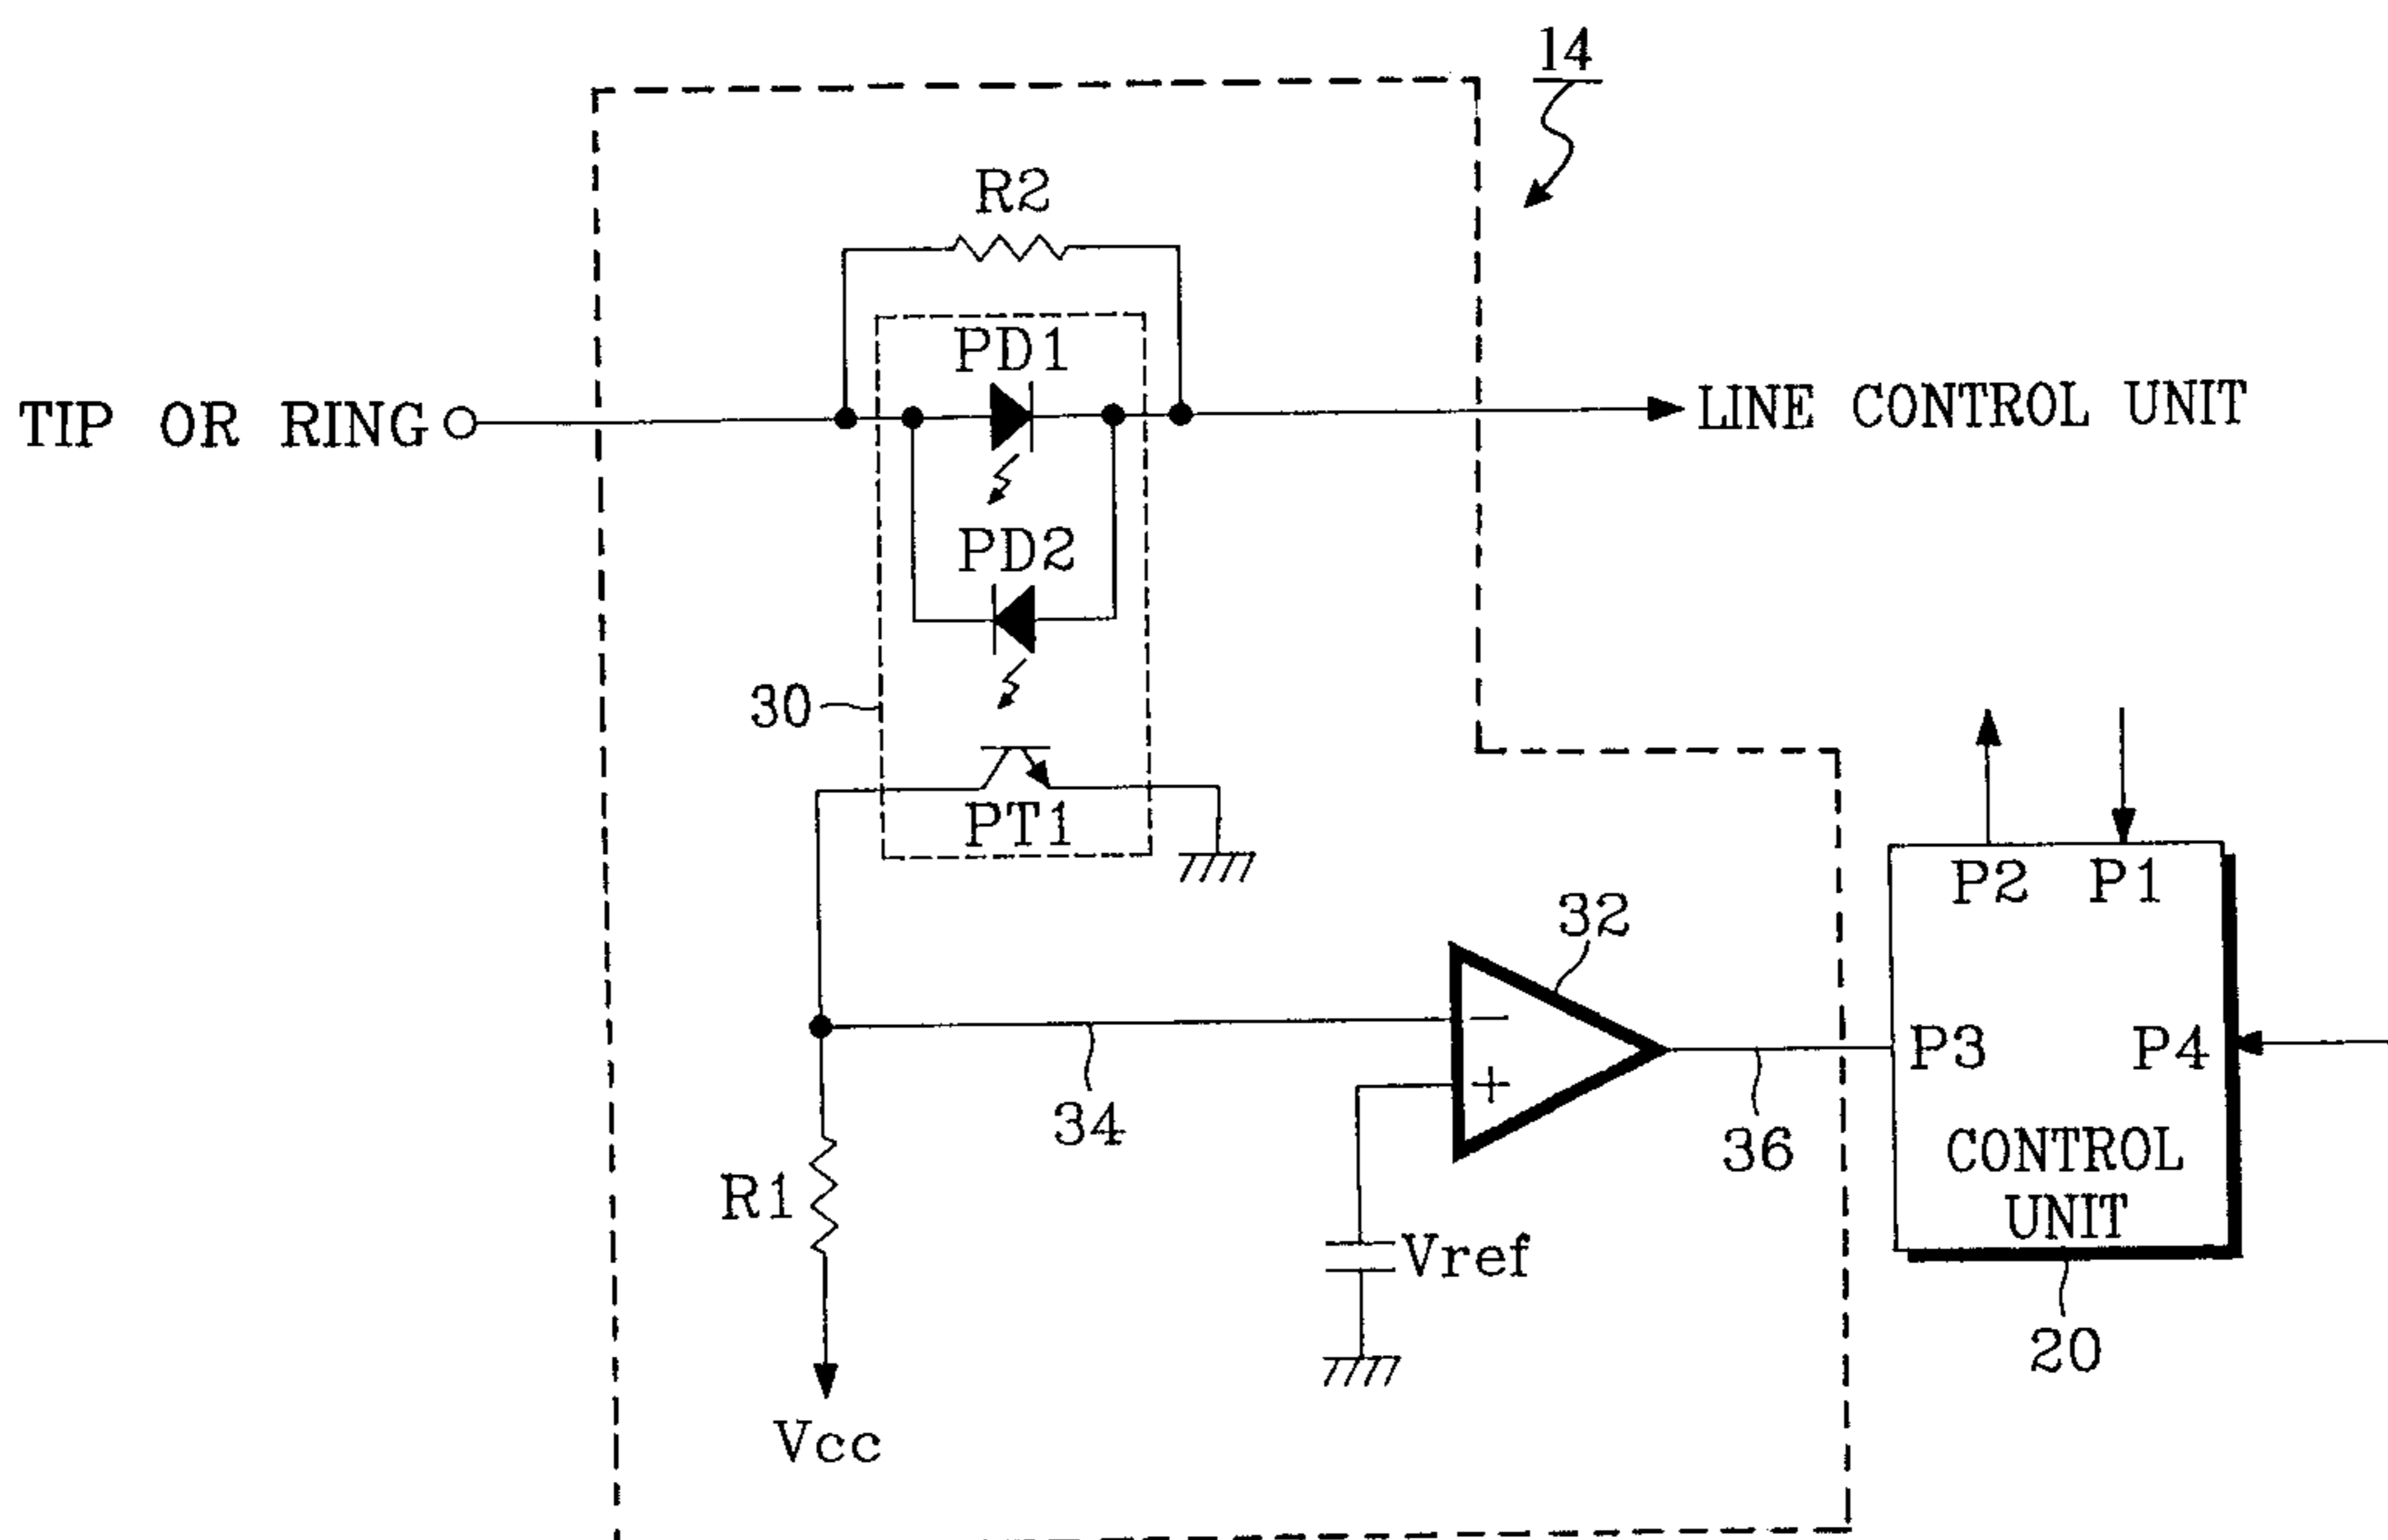 14
R2
PD1
TIP OR RING
LINE CONTROL UNIT
PD2
30
PT1
P2 P1
32
P3 P4
34
36
CONTROL
UNIT
R1
Vref
20
Vcc
−
+